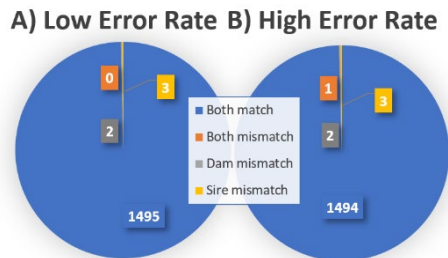 A) Low Error Rate B) High Error Rate
0
3
2
1495
Both match
Both mismatch
Dam mismatch
Sire mismatch
1
3
2
1494